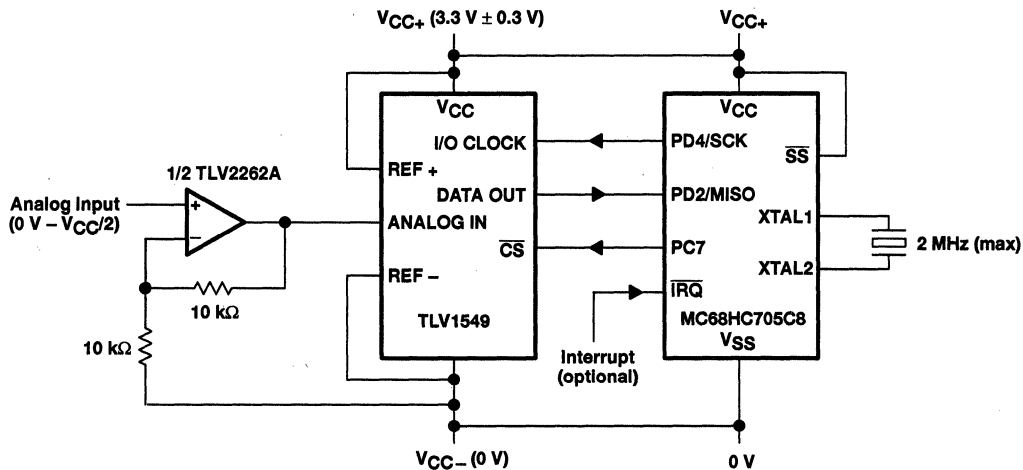 VCC+ (3.3 V ± 0.3 V)
VCC+
VCC
VCC
I/O CLOCK
PD4/SCK
SS
REF +
1/2 TLV2262A
DATA OUT
PD2/MISO
Analog Input
(0 V – VCC/2)
+
–
ANALOG IN
XTAL1
CS
PC7
2 MHz (max)
REF –
XTAL2
IRQ
10 kΩ
TLV1549
MC68HC705C8
VSS
10 kΩ
Interrupt
(optional)
VCC– (0 V)
0 V